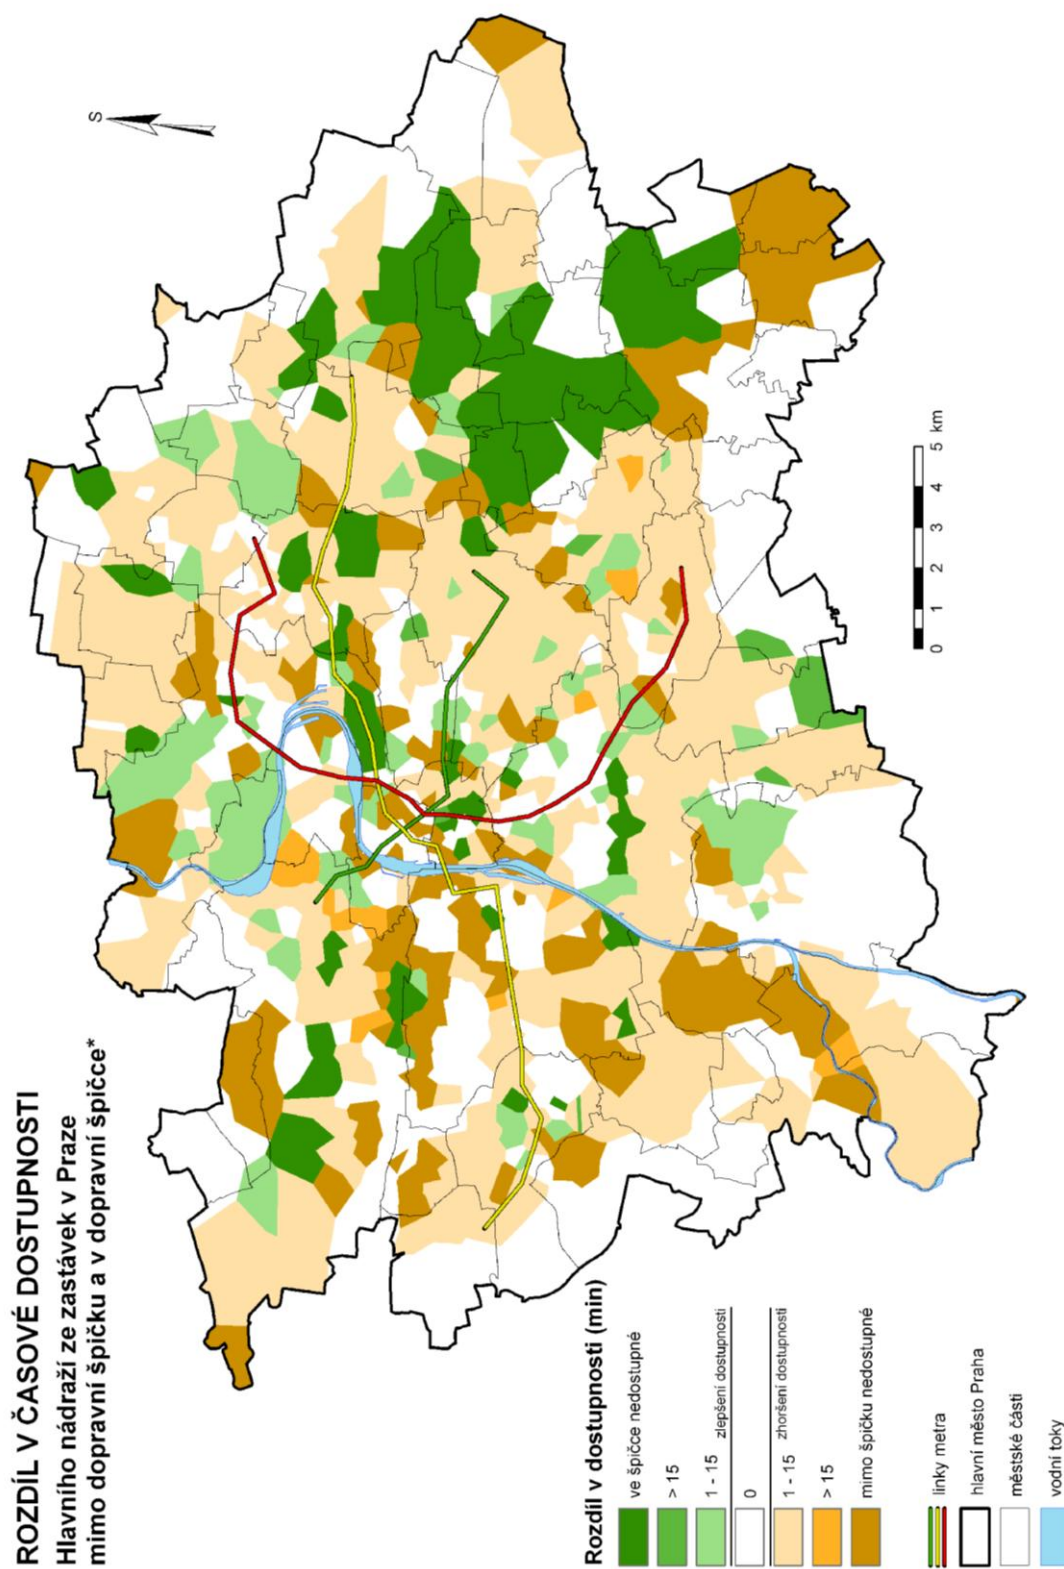 ROZDÍL V ČASOVÉ DOSTUPNOSTI
Hlavního nádraží ze zastávek v Praze
mimo dopravní špičku a v dopravní špičce*
S
0 1 2 3 4 5 km
Rozdíl v dostupnosti (min)
ve špičce nedostupné
> 15
1 - 15
zlepšení dostupnosti
0
zhoršení dostupnosti
1 - 15
> 15
mimo špičku nedostupné
linky metra
hlavní město Praha
městské části
vodní toky